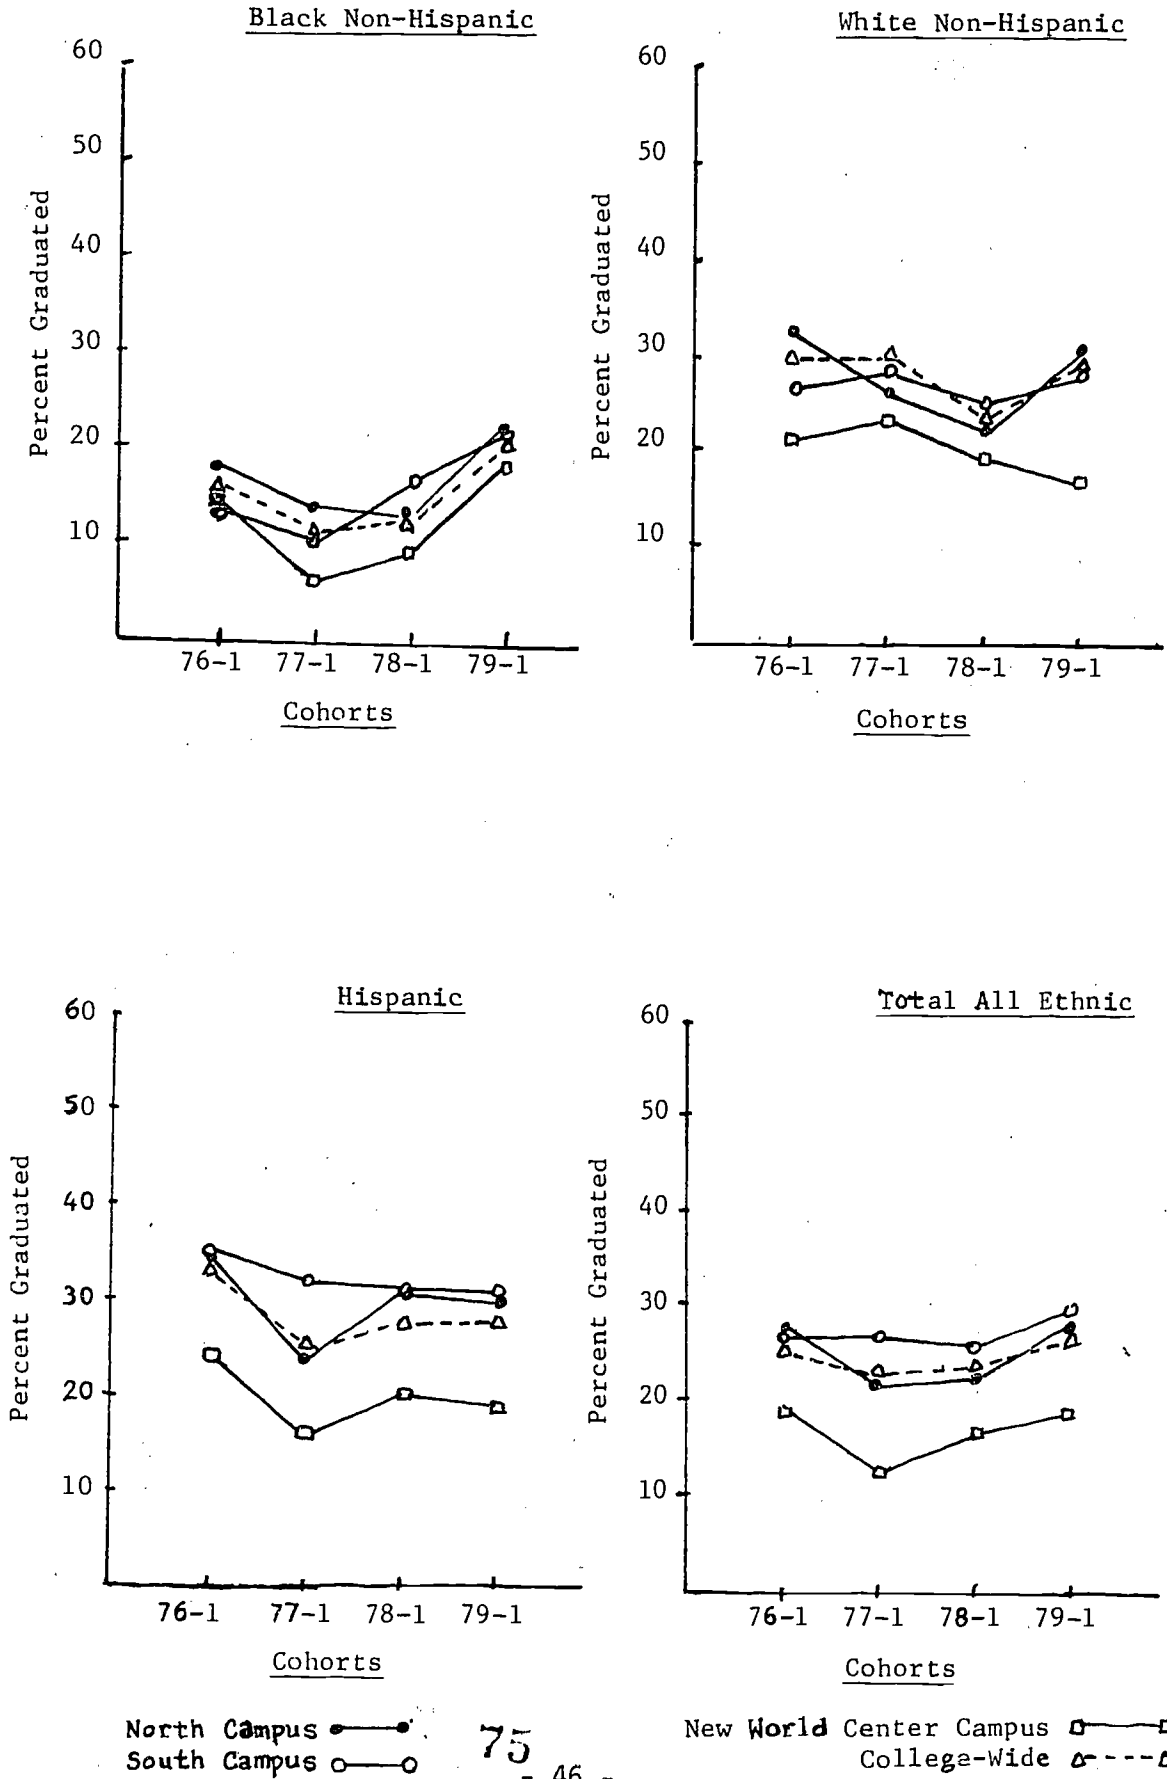 Black Non-Hispanic
60
50
40
30
20
10
Percent Graduated
76-1 77-1 78-1 79-1
Cohorts
White Non-Hispanic
60
50
40
30
20
10
Percent Graduated
76-1 77-1 78-1 79-1
Cohorts
Hispanic
60
50
40
30
20
10
Percent Graduated
76-1 77-1 78-1 79-1
Cohorts
Total All Ethnic
60
50
40
30
20
10
Percent Graduated
76-1 77-1 78-1 79-1
Cohorts
North Campus
South Campus
New World Center Campus
College-Wide
75
- 46 -